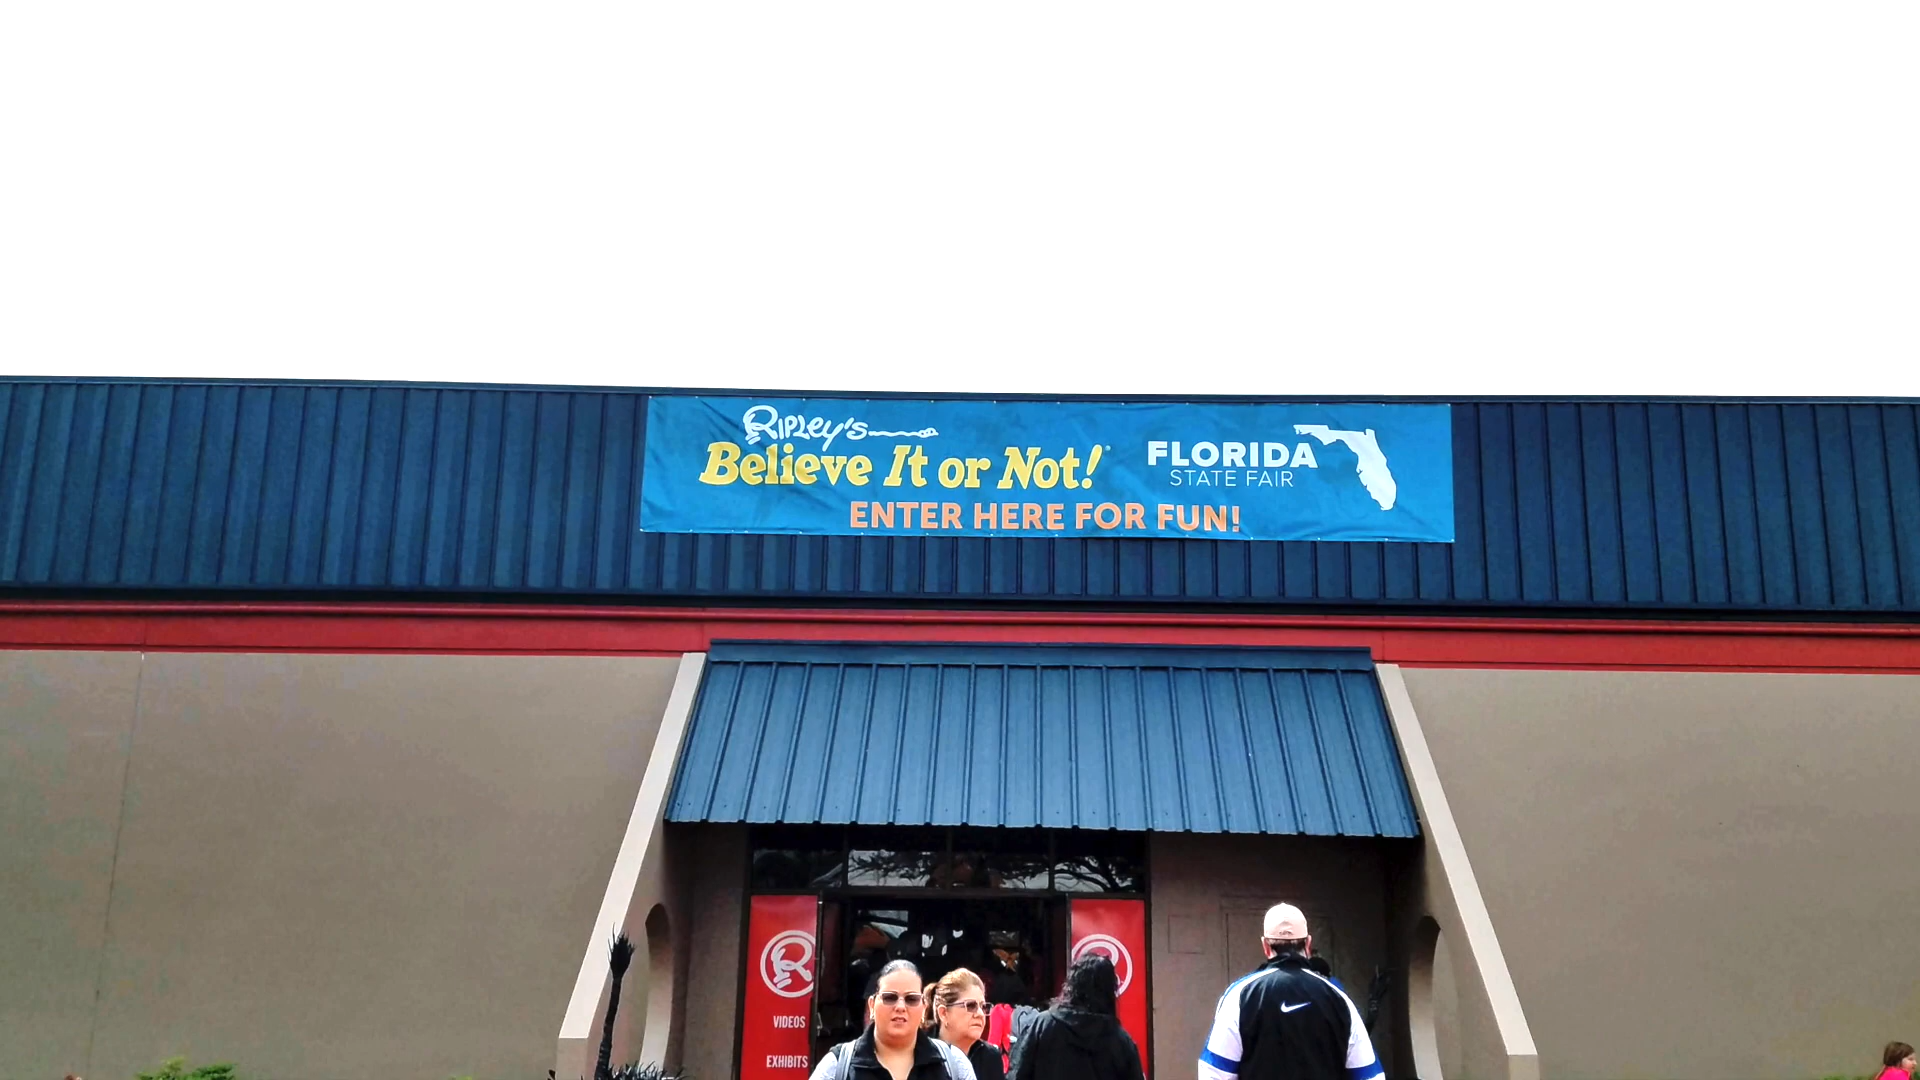 Ripley's
Believe It or Not!®
FLORIDA
STATE FAIR
ENTER HERE FOR FUN!
R
VIDEOS
EXHIBITS
R